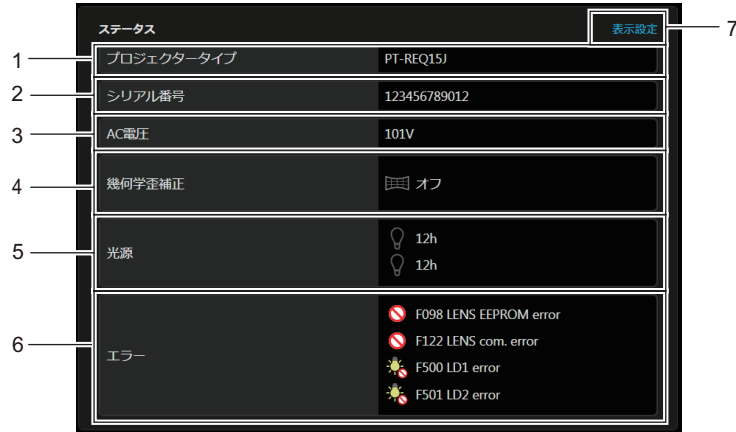 ステータス 表示設定 7
1 プロジェクタータイプ PT-REQ15J
2 シリアル番号 123456789012
3 AC電圧 101V
4 幾何学歪補正 オフ
5 光源 12h
12h
6 エラー F098 LENS EEPROM error
F122 LENS com. error
F500 LD1 error
F501 LD2 error